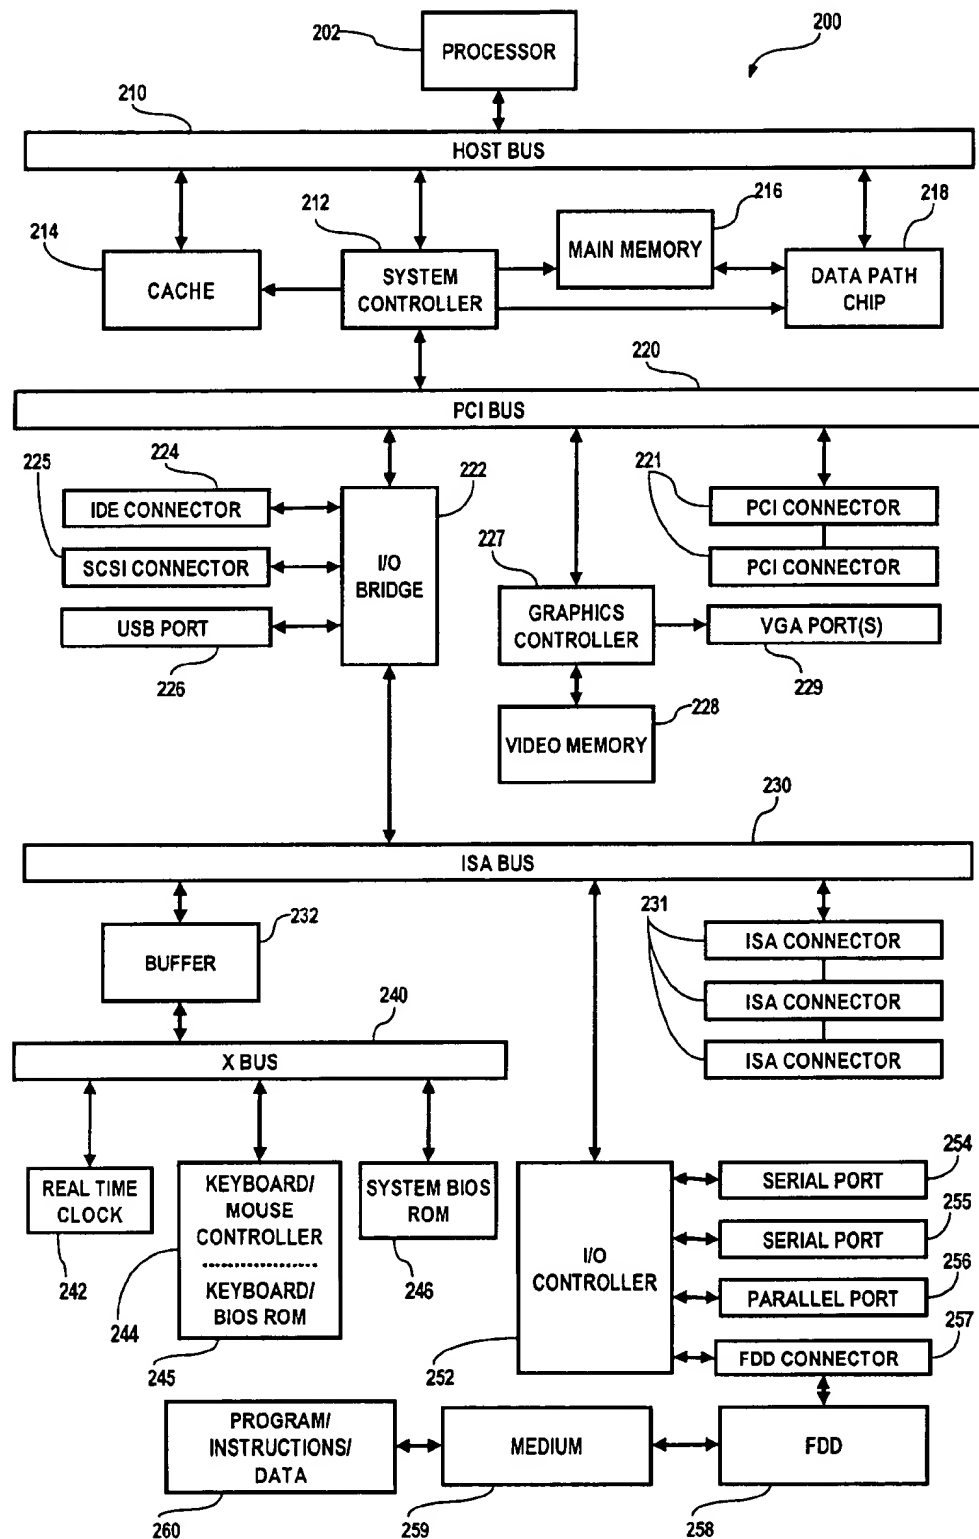 202
PROCESSOR
200
210
HOST BUS
214
212
216
218
CACHE
SYSTEM
CONTROLLER
MAIN MEMORY
DATA PATH
CHIP
220
PCI BUS
225
224
222
221
IDE CONNECTOR
PCI CONNECTOR
SCSI CONNECTOR
I/O
BRIDGE
227
PCI CONNECTOR
USB PORT
GRAPHICS
CONTROLLER
VGA PORT(S)
226
229
228
VIDEO MEMORY
230
ISA BUS
232
231
BUFFER
ISA CONNECTOR
ISA CONNECTOR
240
X BUS
ISA CONNECTOR
REAL TIME
CLOCK
KEYBOARD/
MOUSE
CONTROLLER
SYSTEM BIOS
ROM
254
SERIAL PORT
255
SERIAL PORT
242
246
I/O
CONTROLLER
256
KEYBOARD/
BIOS ROM
PARALLEL PORT
244
257
245
252
FDD CONNECTOR
PROGRAM/
INSTRUCTIONS/
DATA
MEDIUM
FDD
260
259
258